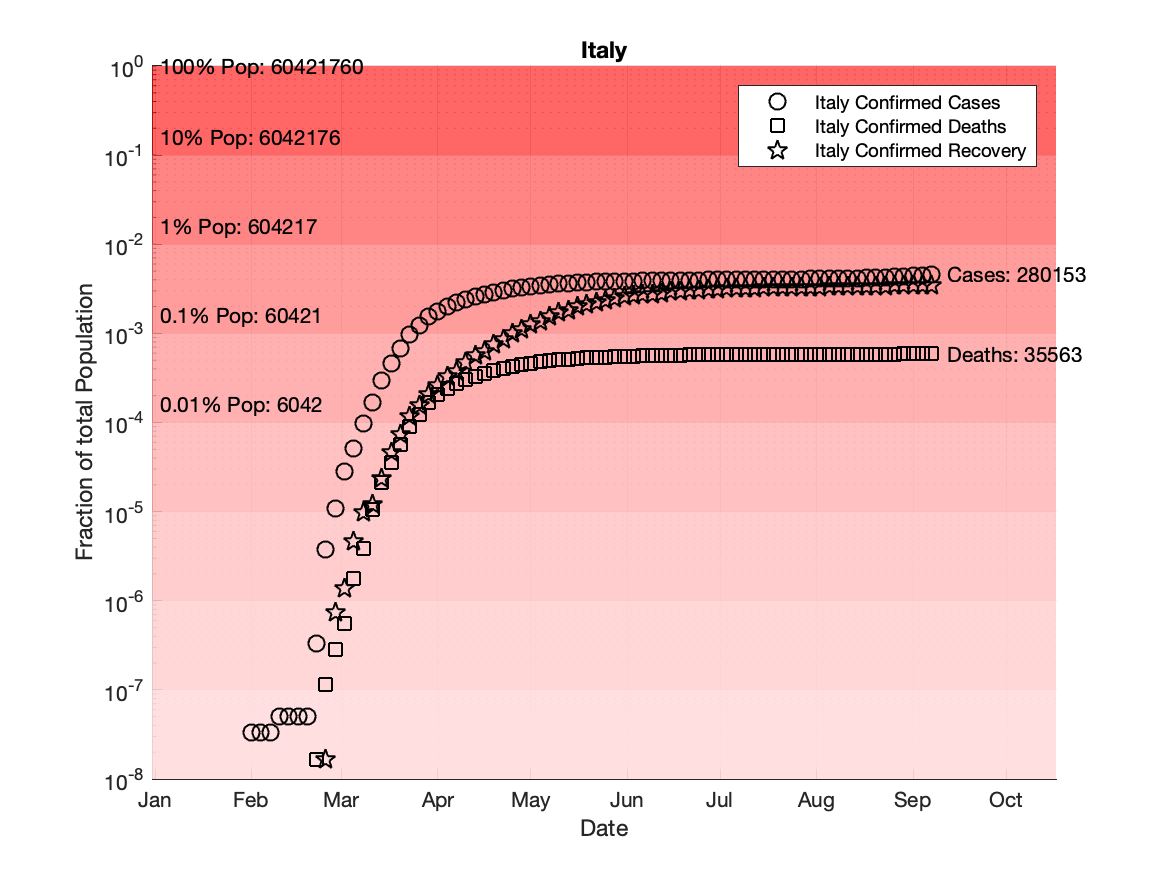 Italy
10^0
100% Pop: 60421760
Italy Confirmed Cases
Italy Confirmed Deaths
Italy Confirmed Recovery
10% Pop: 6042176
10^-1
1% Pop: 604217
10^-2
Cases: 280153
0.1% Pop: 60421
10^-3
Deaths: 35563
0.01% Pop: 6042
10^-4
10^-5
10^-6
10^-7
10^-8
Fraction of total Population
Jan Feb Mar Apr May Jun Jul Aug Sep Oct
Date